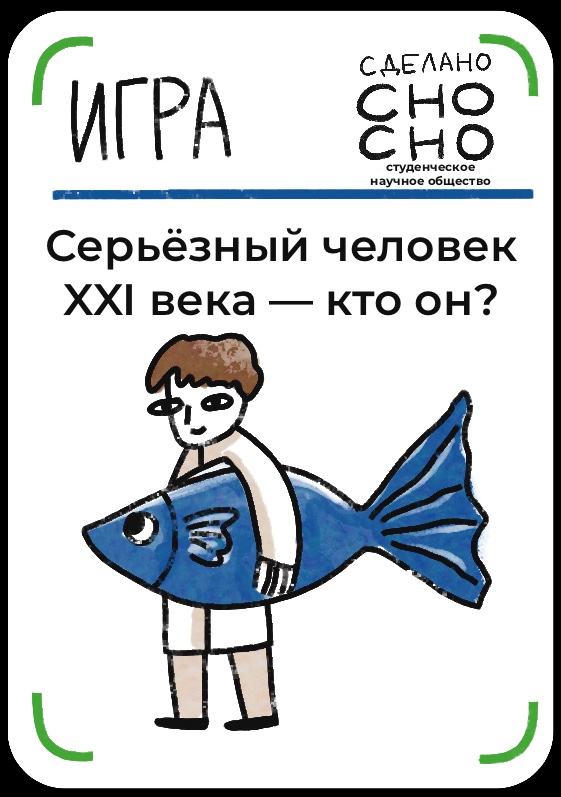 ИГРА
СДЕЛАНО
СНО
СНО
студенческое
научное общество
Серьёзный человек
XXI века — кто он?